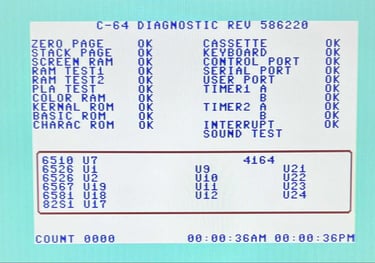 C-64 DIAGNOSTIC REV 586220
ZERO PAGE OK CASSETTE OK
STACK PAGE OK KEYBOARD OK
SCREEN RAM OK CONTROL PORT OK
RAM TEST1 OK SERIAL PORT OK
RAM TEST2 OK USER PORT OK
PLA TEST OK TIMER1 A OK
COLOR RAM OK B OK
KERNAL ROM OK TIMER2 A OK
BASIC ROM OK B OK
CHARAC ROM OK INTERRUPT OK
SOUND TEST
6510 U7 4164
6526 U1 U9 U21
6526 U2 U10 U22
6567 U19 U11 U23
6581 U18 U12 U24
82S1 U17
COUNT 0000 00:00:36AM 00:00:36PM